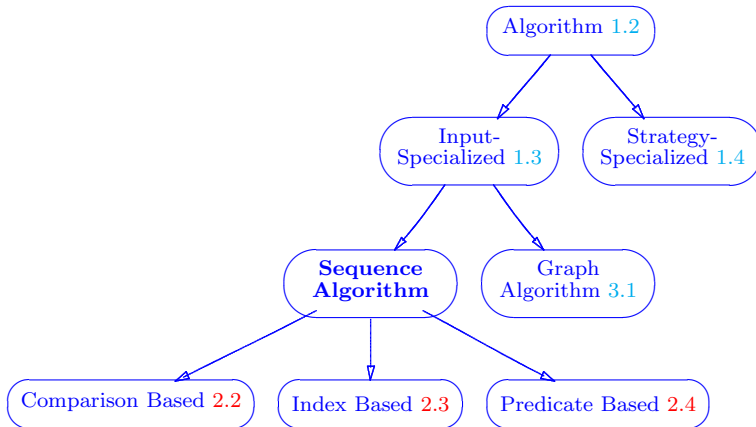 Algorithm 1.2
Input-
Specialized 1.3
Strategy-
Specialized 1.4
Sequence
Algorithm
Graph
Algorithm 3.1
Comparison Based 2.2
Index Based 2.3
Predicate Based 2.4